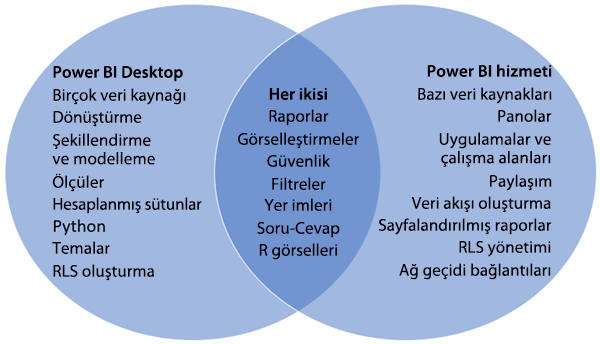 Power BI Desktop
Birçok veri kaynağı
Dönüştürme
Şekillendirme
ve modelleme
Ölçüler
Hesaplanmış sütunlar
Python
Temalar
RLS oluşturma
Her ikisi
Raporlar
Görselleştirmeler
Güvenlik
Filtreler
Yer imleri
Soru-Cevap
R görselleri
Power BI hizmeti
Bazı veri kaynakları
Panolar
Uygulamalar ve
çalışma alanları
Paylaşım
Veri akışı oluşturma
Sayfalandırılmış raporlar
RLS yönetimi
Ağ geçidi bağlantıları